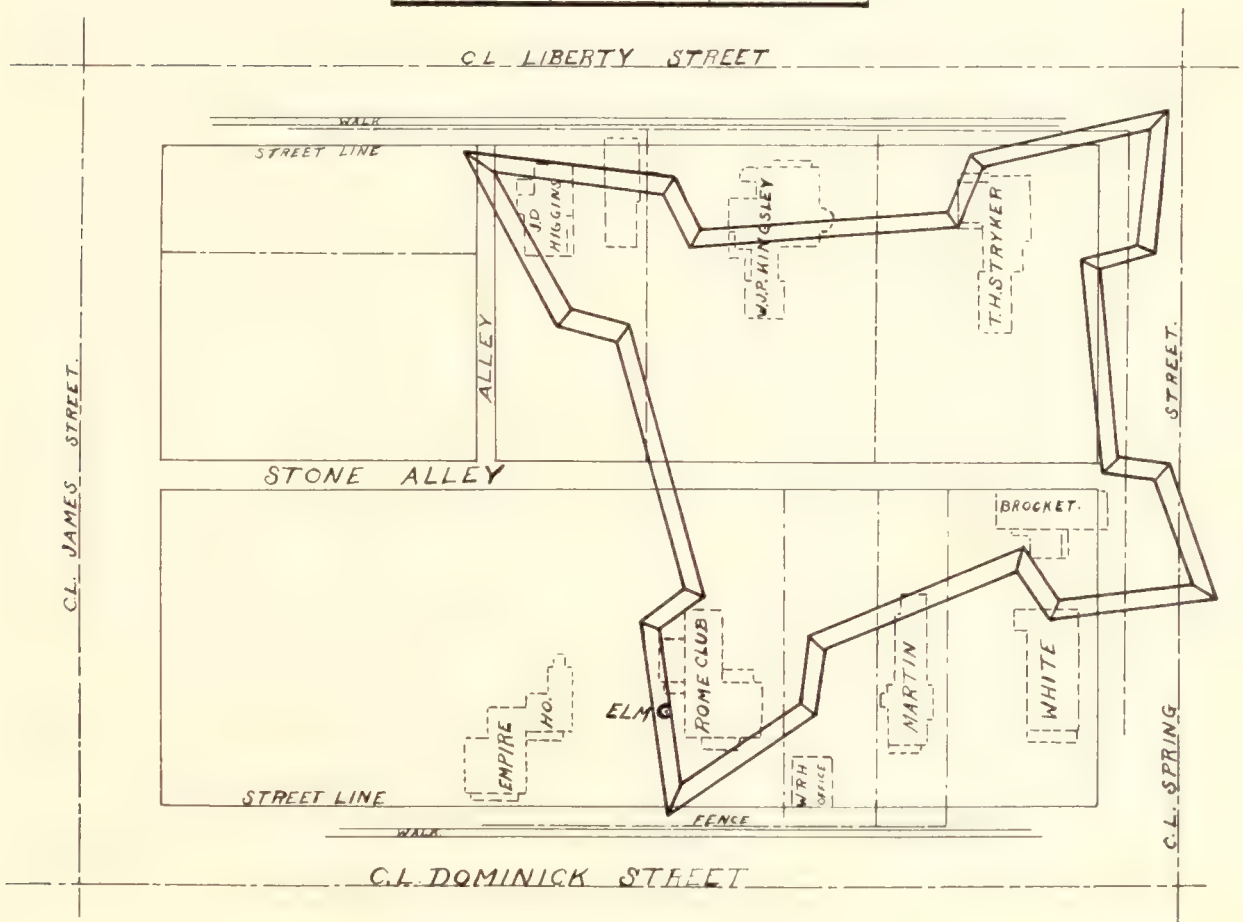 C.L. LIBERTY STREET
WALK
STREET LINE
J.D.
HIGGINS
W.J.P. KINGSLEY
T.H. STRYKER
ALLEY
C.L. JAMES STREET.
STREET.
STONE ALLEY
BROCKET.
ROME CLUB
MARTIN
WHITE
ELM
HO.
EMPIRE
W R H
OFFICE
C.L. SPRING
STREET LINE
FENCE
WALK
C.L. DOMINICK STREET